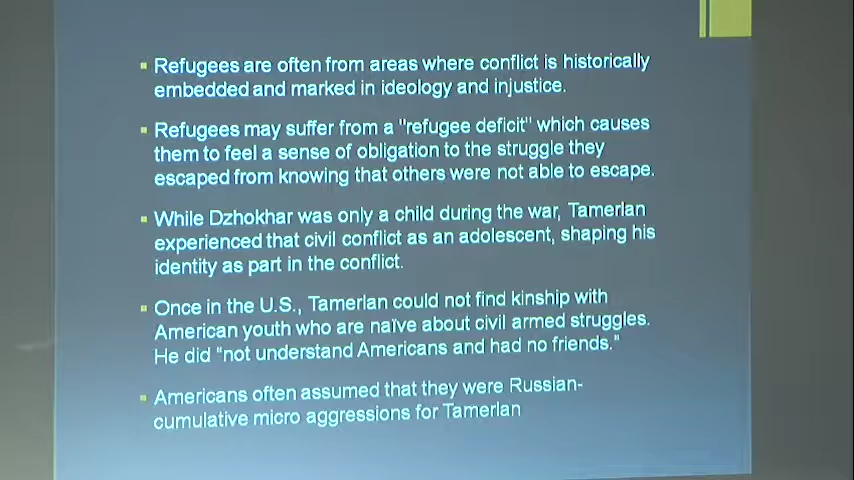 ▪ Refugees are often from areas where conflict is historically
embedded and marked in ideology and injustice.
▪ Refugees may suffer from a "refugee deficit" which causes
them to feel a sense of obligation to the struggle they
escaped from knowing that others were not able to escape.
▪ While Dzhokhar was only a child during the war, Tamerlan
experienced that civil conflict as an adolescent, shaping his
identity as part in the conflict.
▪ Once in the U.S., Tamerlan could not find kinship with
American youth who are naïve about civil armed struggles.
He did "not understand Americans and had no friends."
▪ Americans often assumed that they were Russian-
cumulative micro aggressions for Tamerlan